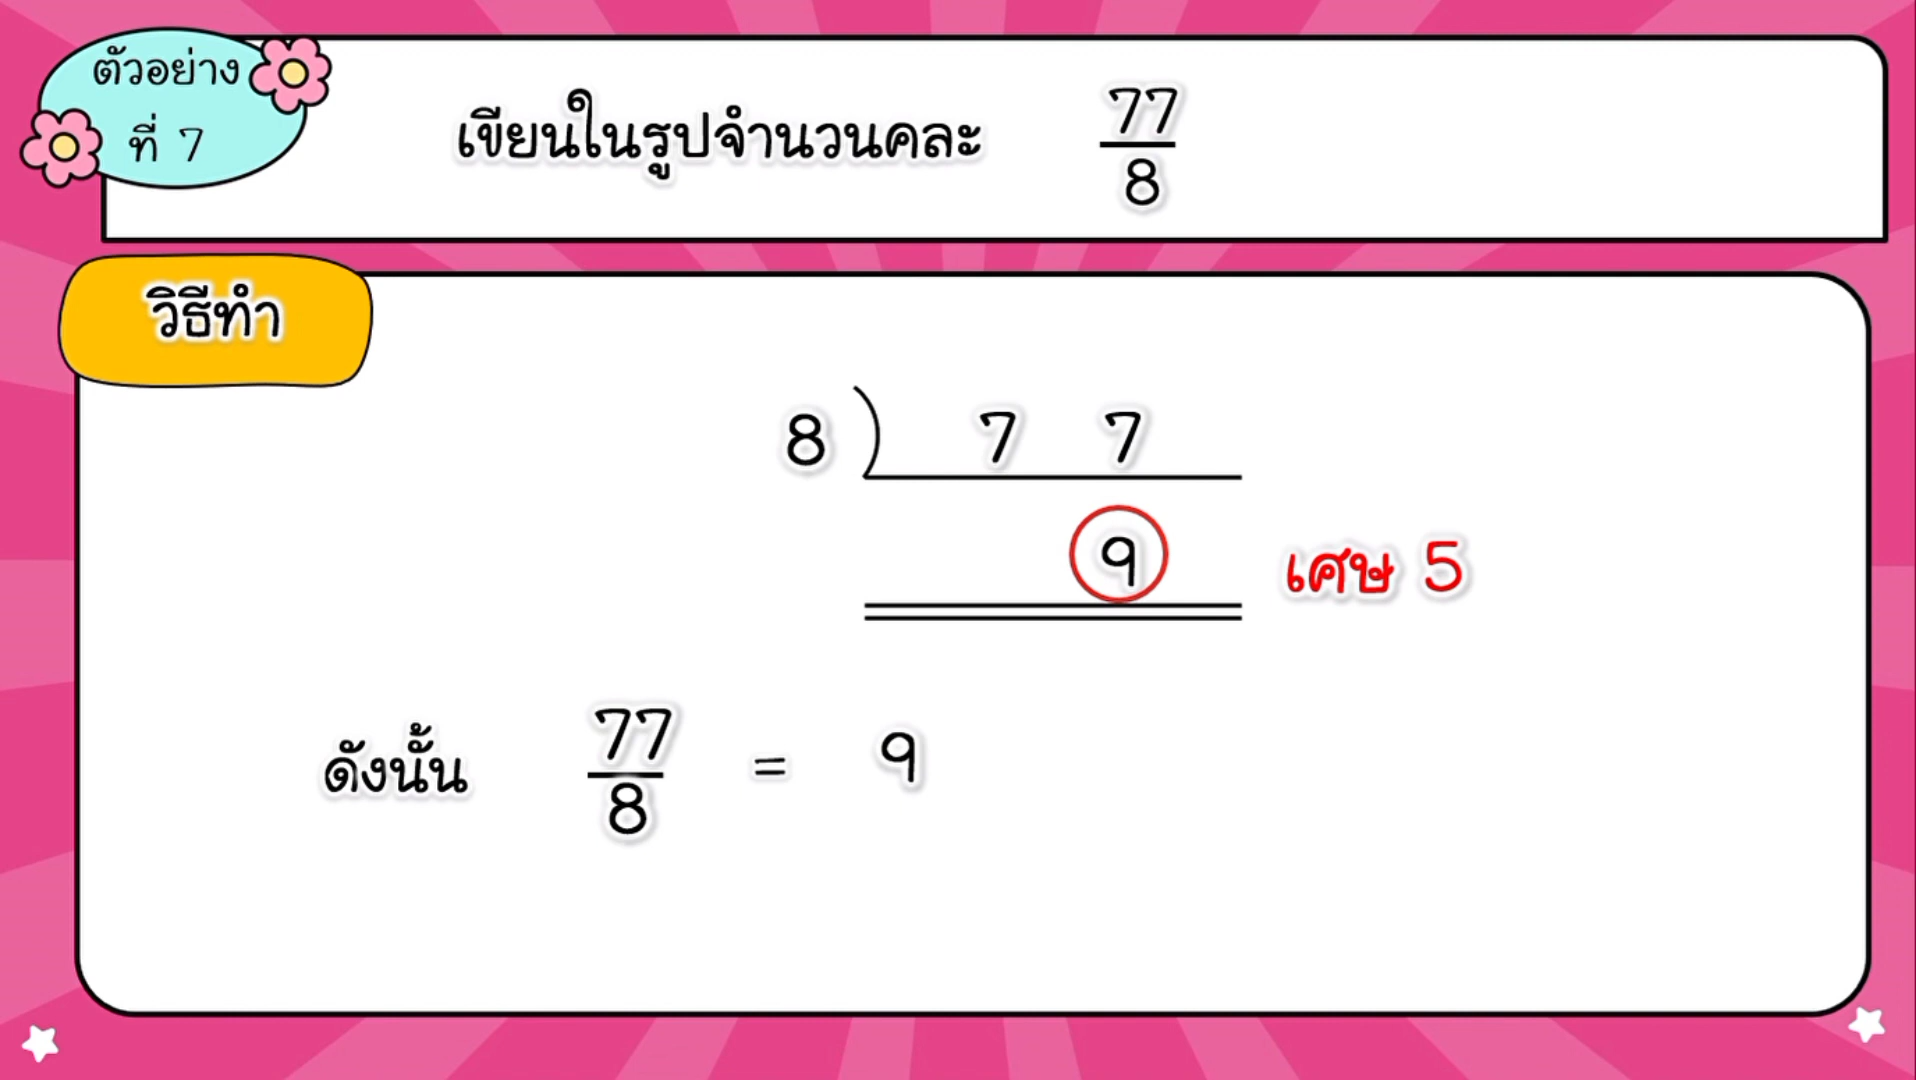 ตัวอย่าง
ที่ 7
เขียนในรูปจำนวนคละ 77/8
วิธีทำ
8 ) 7 7
9 เศษ 5
ดังนั้น 77/8 = 9